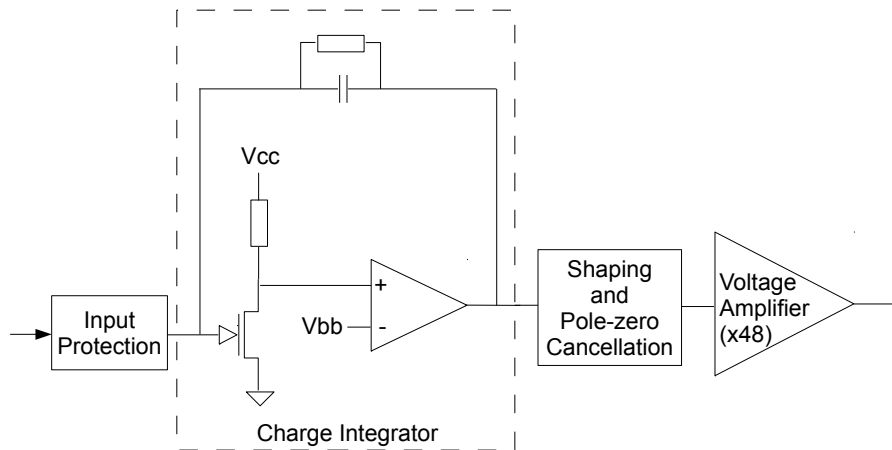 Vcc
Input
Protection
+
Vbb
-
Charge Integrator
Shaping
and
Pole-zero
Cancellation
Voltage
Amplifier
(x48)